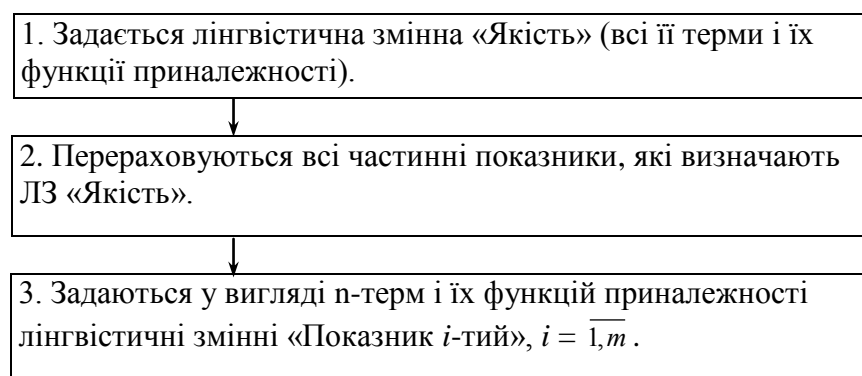 1. Задається лінгвістична змінна «Якість» (всі її терми і їх
функції приналежності).
2. Перераховуються всі частинні показники, які визначають
ЛЗ «Якість».
3. Задаються у вигляді n-терм і їх функцій приналежності
лінгвістичні змінні «Показник i-тий», i = \overline{1,m} .